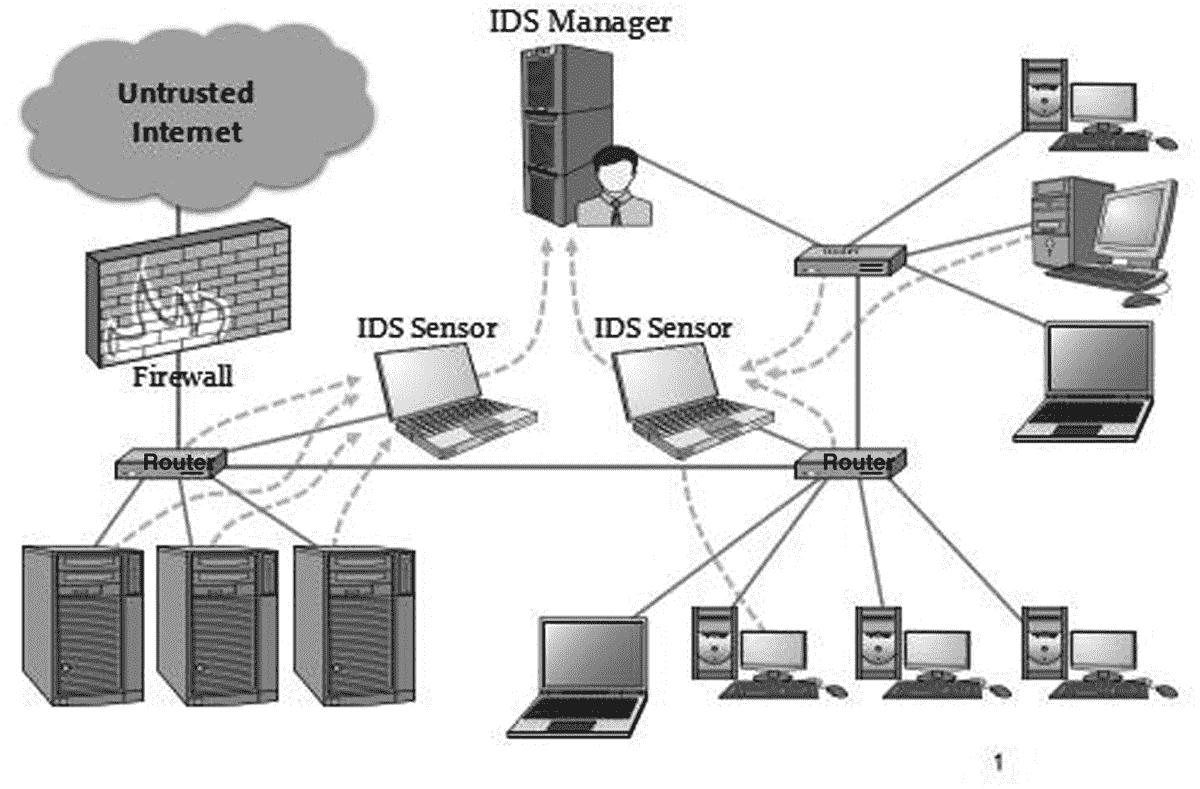 IDS Manager
Untrusted
Internet
IDS Sensor
IDS Sensor
Firewall
Router
Router
1